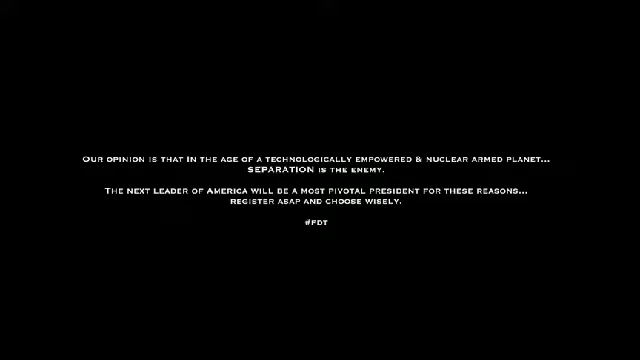 Our opinion is that in the age of a technologically empowered & nuclear armed planet...
SEPARATION is the enemy.
The next leader of America will be a most pivotal president for these reasons...
register asap and choose wisely.
#FDT